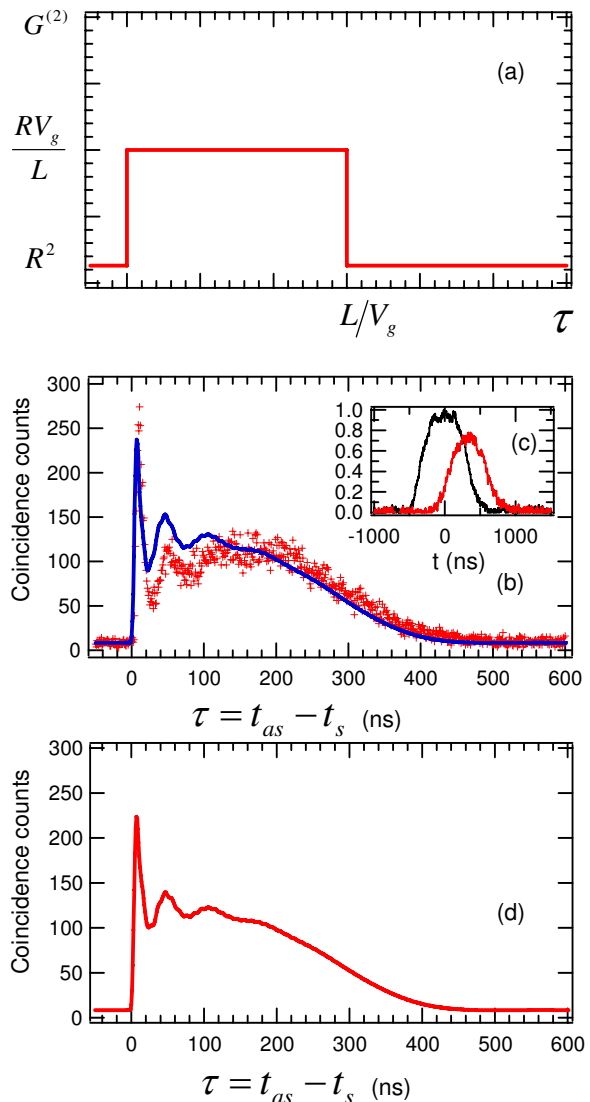 G^(2)
(a)
RV_g
L
R^2
L/V_g
τ
300
250
200
150
100
50
0
Coincidence counts
1.0
0.8
0.6
0.4
0.2
0.0
(c)
-1000 0 1000
t (ns)
(b)
0 100 200 300 400 500 600
τ = t_as − t_s (ns)
300
250
200
150
100
50
0
Coincidence counts
(d)
0 100 200 300 400 500 600
τ = t_as − t_s (ns)